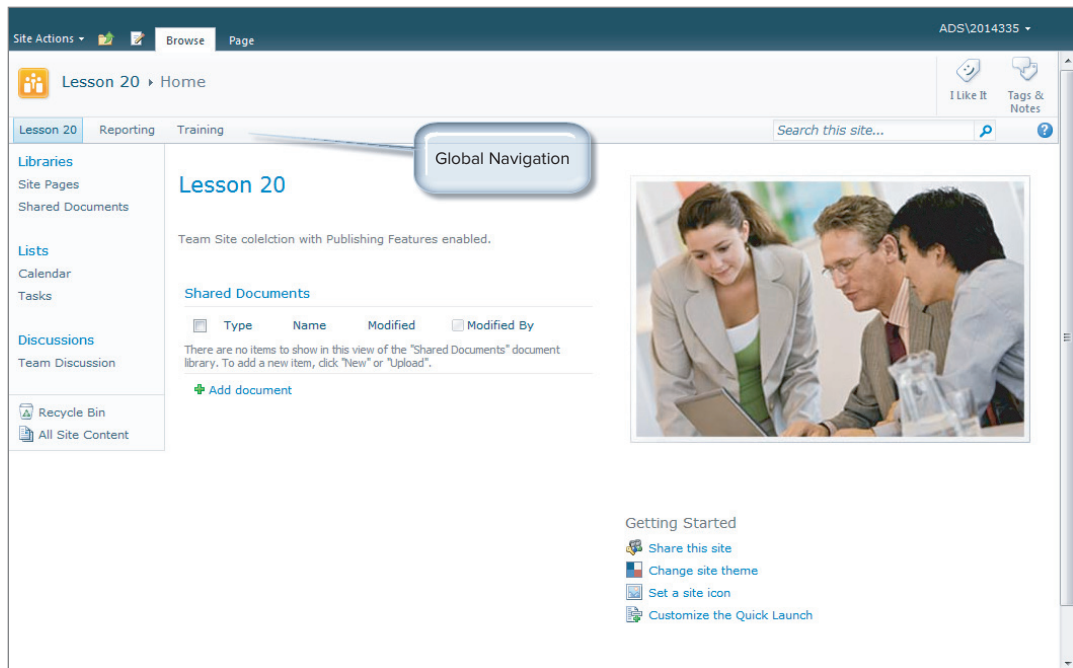 ADS\2014335
Site Actions
Browse
Page
Lesson 20 Home
I Like It
Tags &
Notes
Lesson 20 Reporting Training
Search this site...
Global Navigation
Libraries
Site Pages
Shared Documents
Lists
Calendar
Tasks
Discussions
Team Discussion
Recycle Bin
All Site Content
Lesson 20
Team Site colelction with Publishing Features enabled.
Shared Documents
Type Name Modified Modified By
There are no items to show in this view of the "Shared Documents" document
library. To add a new item, click "New" or "Upload".
Add document
Getting Started
Share this site
Change site theme
Set a site icon
Customize the Quick Launch